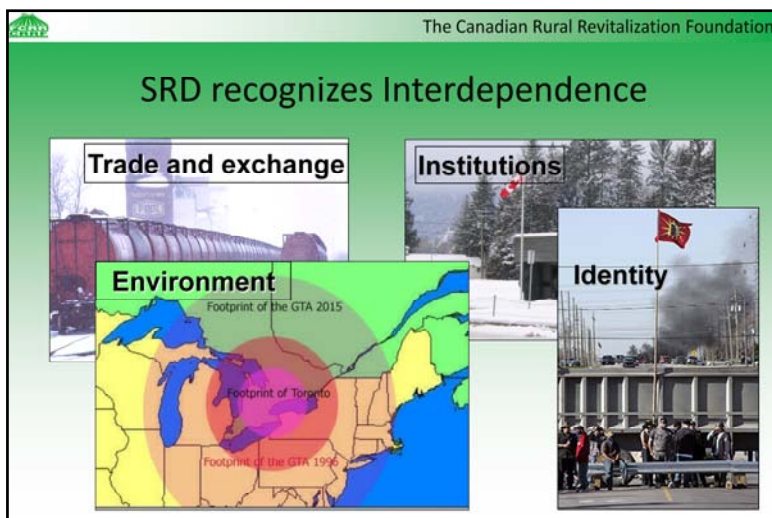 The Canadian Rural Revitalization Foundation
SRD recognizes Interdependence
Trade and exchange
Institutions
Environment
Identity
Footprint of the GTA 2015
Footprint of Toronto
Footprint of the GTA 1996